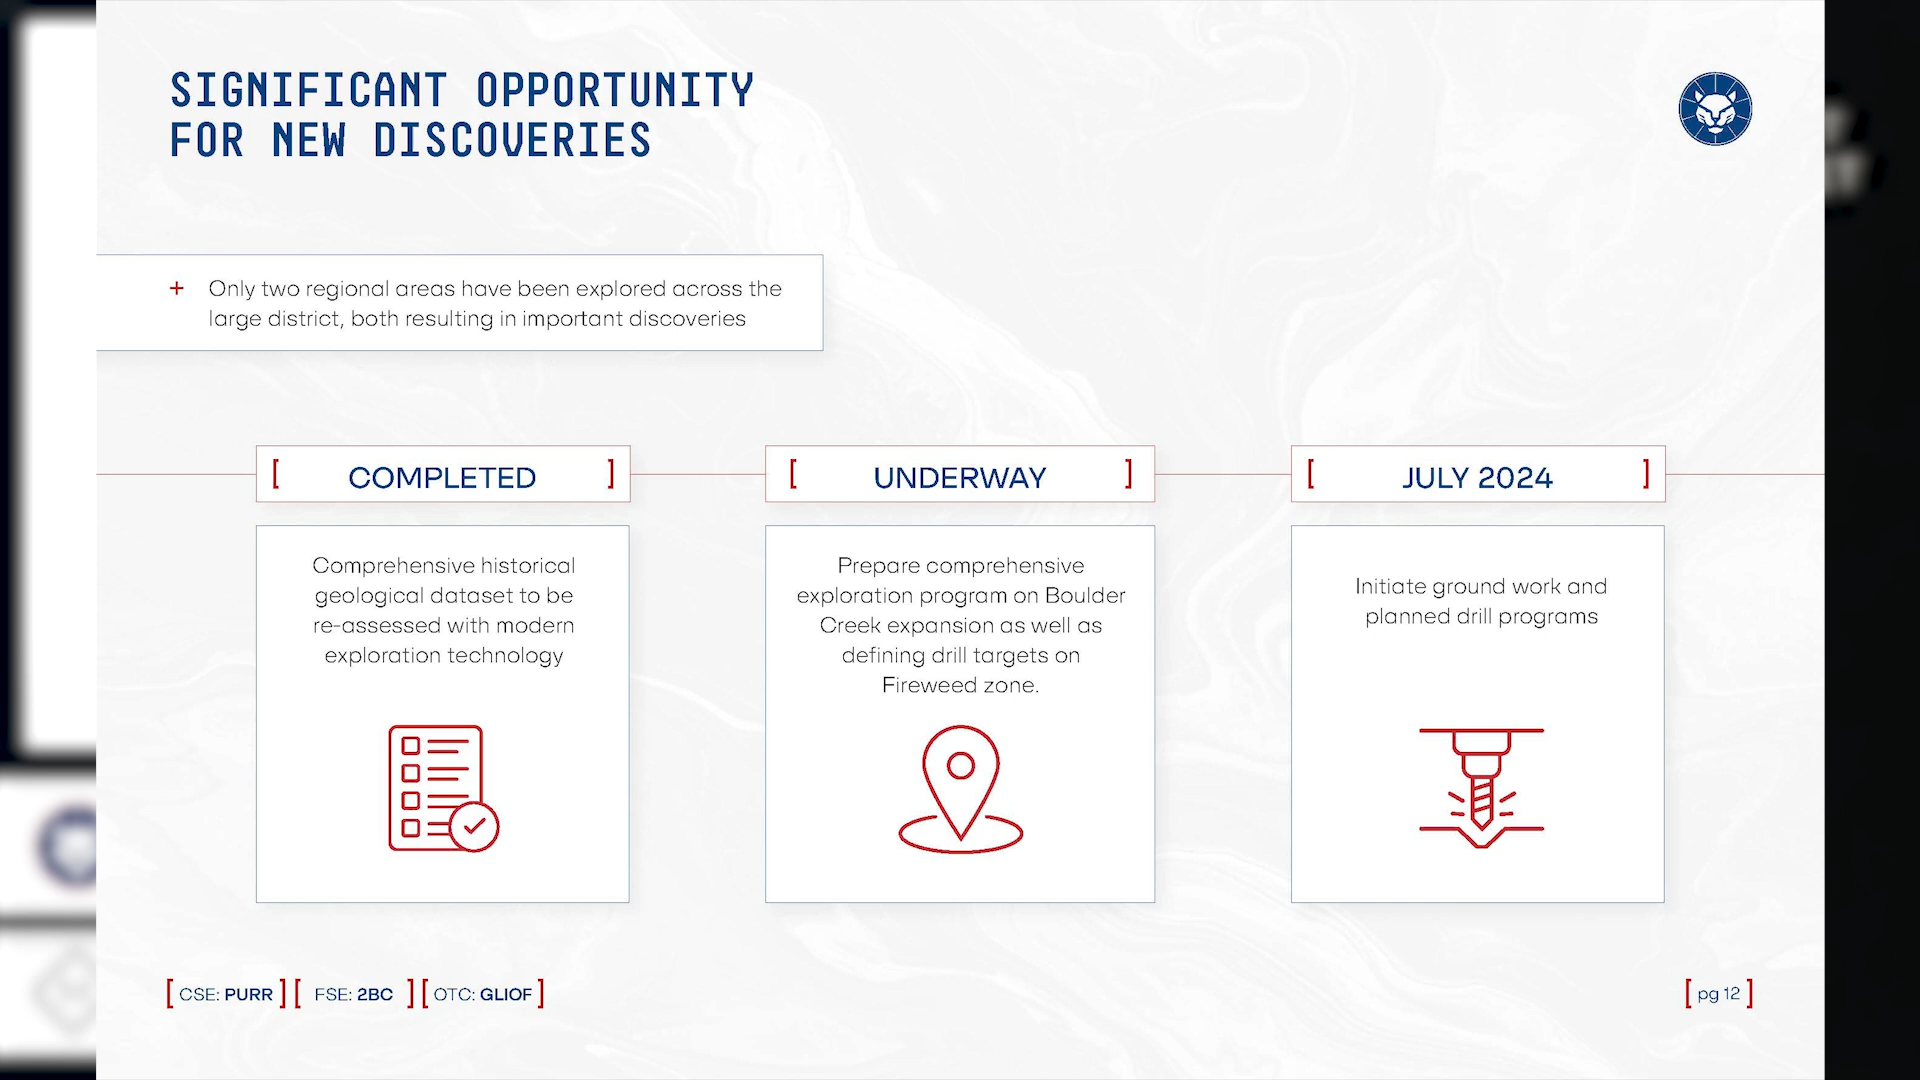 SIGNIFICANT OPPORTUNITY
FOR NEW DISCOVERIES
+ Only two regional areas have been explored across the
large district, both resulting in important discoveries
[ COMPLETED ]
Comprehensive historical
geological dataset to be
re-assessed with modern
exploration technology
[ UNDERWAY ]
Prepare comprehensive
exploration program on Boulder
Creek expansion as well as
defining drill targets on
Fireweed zone.
[ JULY 2024 ]
Initiate ground work and
planned drill programs
[ CSE: PURR ] [ FSE: 2BC ] [ OTC: GLIOF ]
[ pg 12 ]